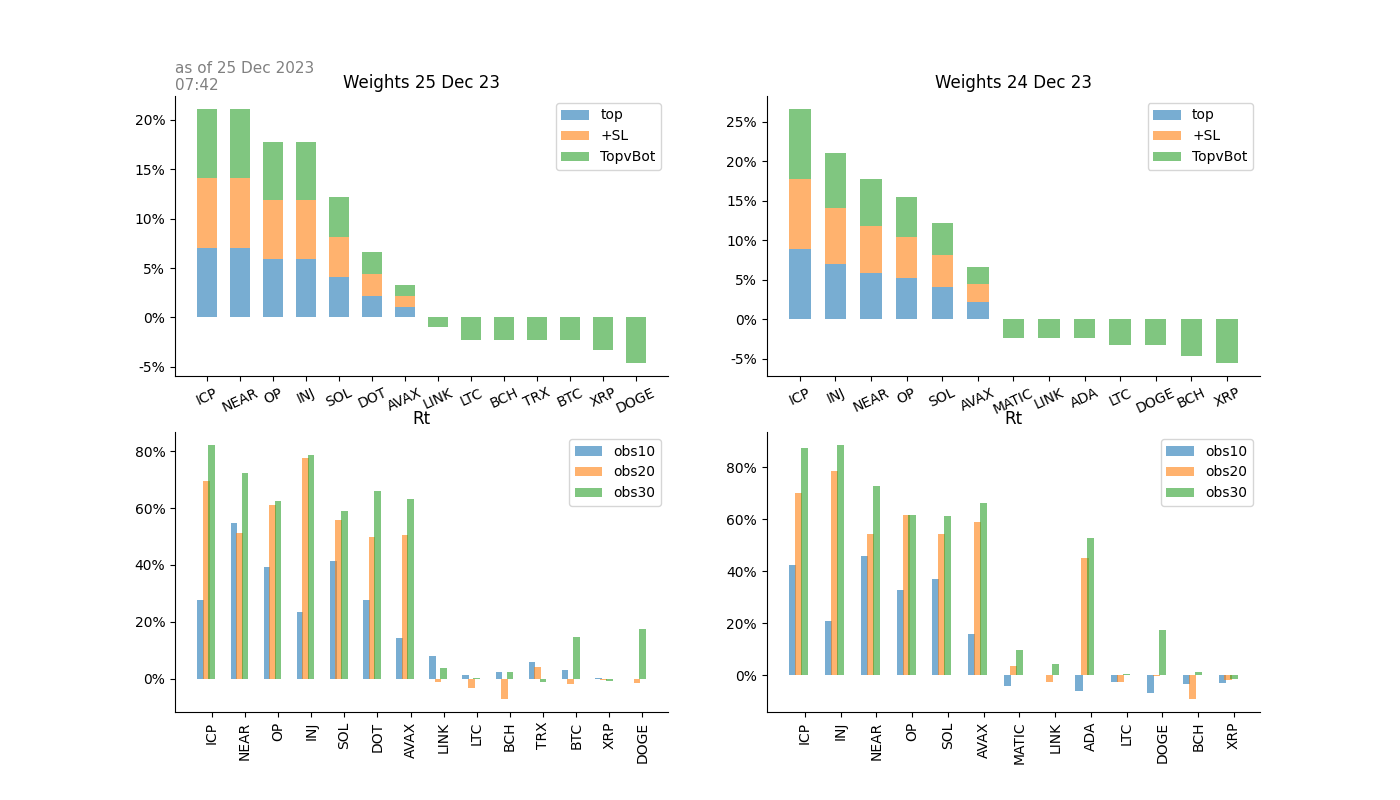 as of 25 Dec 2023
07:42
Weights 25 Dec 23
20%
15%
10%
5%
0%
-5%
top
+SL
TopvBot
ICP NEAR OP INJ SOL DOT AVAX LINK LTC BCH TRX BTC XRP DOGE
Weights 24 Dec 23
25%
20%
15%
10%
5%
0%
-5%
top
+SL
TopvBot
ICP INJ NEAR OP SOL AVAX MATIC LINK ADA LTC DOGE BCH XRP
Rt
80%
60%
40%
20%
0%
obs10
obs20
obs30
ICP NEAR OP INJ SOL DOT AVAX LINK LTC BCH TRX BTC XRP DOGE
Rt
80%
60%
40%
20%
0%
obs10
obs20
obs30
ICP INJ NEAR OP SOL AVAX MATIC LINK ADA LTC DOGE BCH XRP